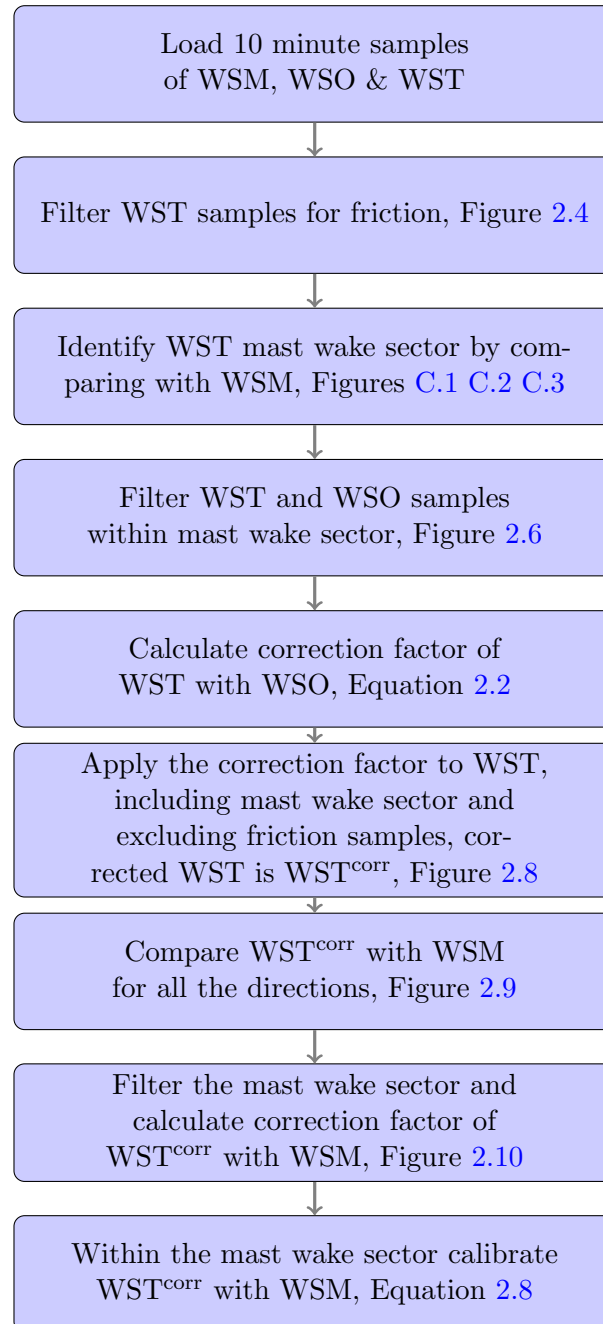 Load 10 minute samples
of WSM, WSO & WST
Filter WST samples for friction, Figure 2.4
Identify WST mast wake sector by com-
paring with WSM, Figures C.1 C.2 C.3
Filter WST and WSO samples
within mast wake sector, Figure 2.6
Calculate correction factor of
WST with WSO, Equation 2.2
Apply the correction factor to WST,
including mast wake sector and
excluding friction samples, cor-
rected WST is WST^corr, Figure 2.8
Compare WST^corr with WSM
for all the directions, Figure 2.9
Filter the mast wake sector and
calculate correction factor of
WST^corr with WSM, Figure 2.10
Within the mast wake sector calibrate
WST^corr with WSM, Equation 2.8